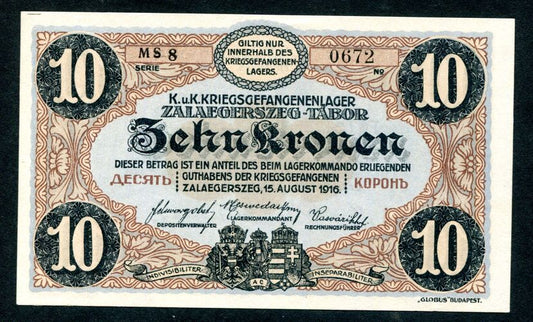 10
MS 8
SERIE
GILTIG NUR
INNERHALB DES
KRIEGSGEFANGENEN-
LAGERS.
0672
No
10
K.u.K. KRIEGSGEFANGENENLAGER
ZALAEGERSZEG-TÁBOR
Zehn Kronen
DIESER BETRAG IST EIN ANTEIL DES BEIM LAGERKOMMANDO ERLIEGENDEN
GUTHABENS DER KRIEGSGEFANGENEN
ДЕСЯТЬ
КОРОНЬ
ZALAEGERSZEG, 15. AUGUST 1916.
DEPOSITENVERWALTER
LAGERKOMMANDANT
RECHNUNGSFÜHRER
10
INDIVISIBILITER
AC
INSEPARABILITER
10
„GLOBUS" BUDAPEST.